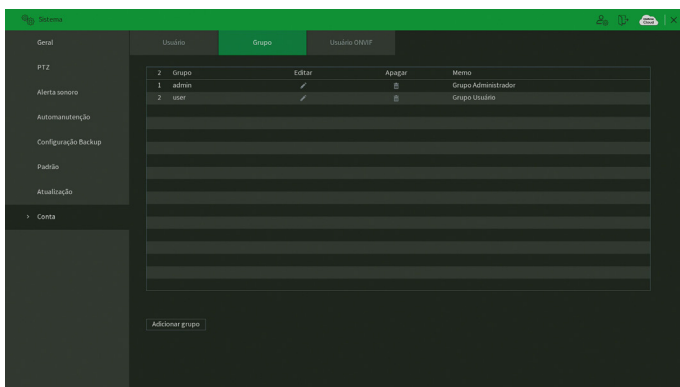 Sistema
Geral
Usuário Grupo Usuário ONVIF
PTZ
2 Grupo Editar Apagar Memo
1 admin Grupo Administrador
2 user Grupo Usuário
Alerta sonoro
Automanutenção
Configuração Backup
Padrão
Atualização
> Conta
Adicionar grupo